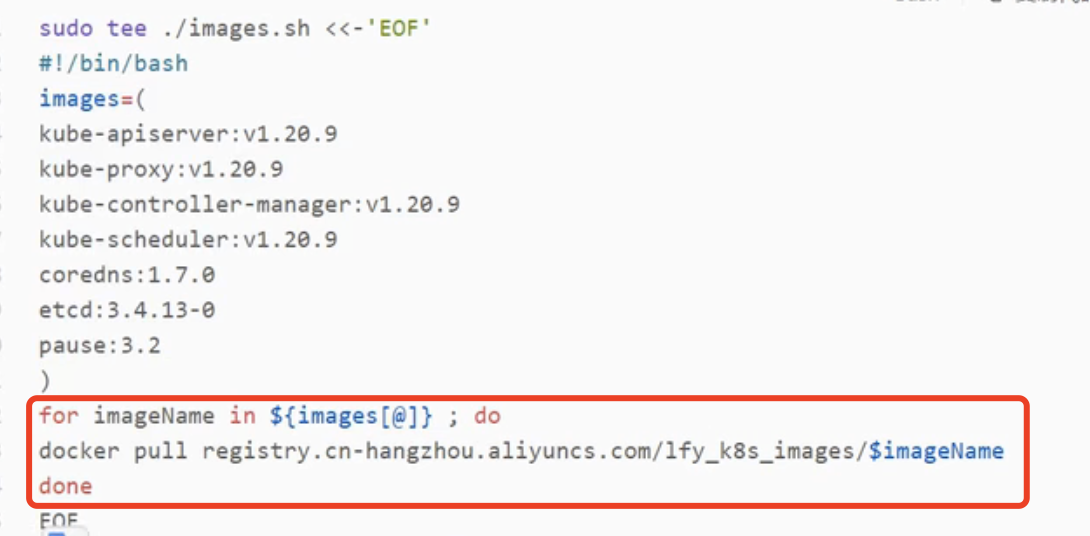 sudo tee ./images.sh <<-'EOF'
#!/bin/bash
images=(
kube-apiserver:v1.20.9
kube-proxy:v1.20.9
kube-controller-manager:v1.20.9
kube-scheduler:v1.20.9
coredns:1.7.0
etcd:3.4.13-0
pause:3.2
)
for imageName in ${images[@]} ; do
docker pull registry.cn-hangzhou.aliyuncs.com/lfy_k8s_images/$imageName
done
EOF